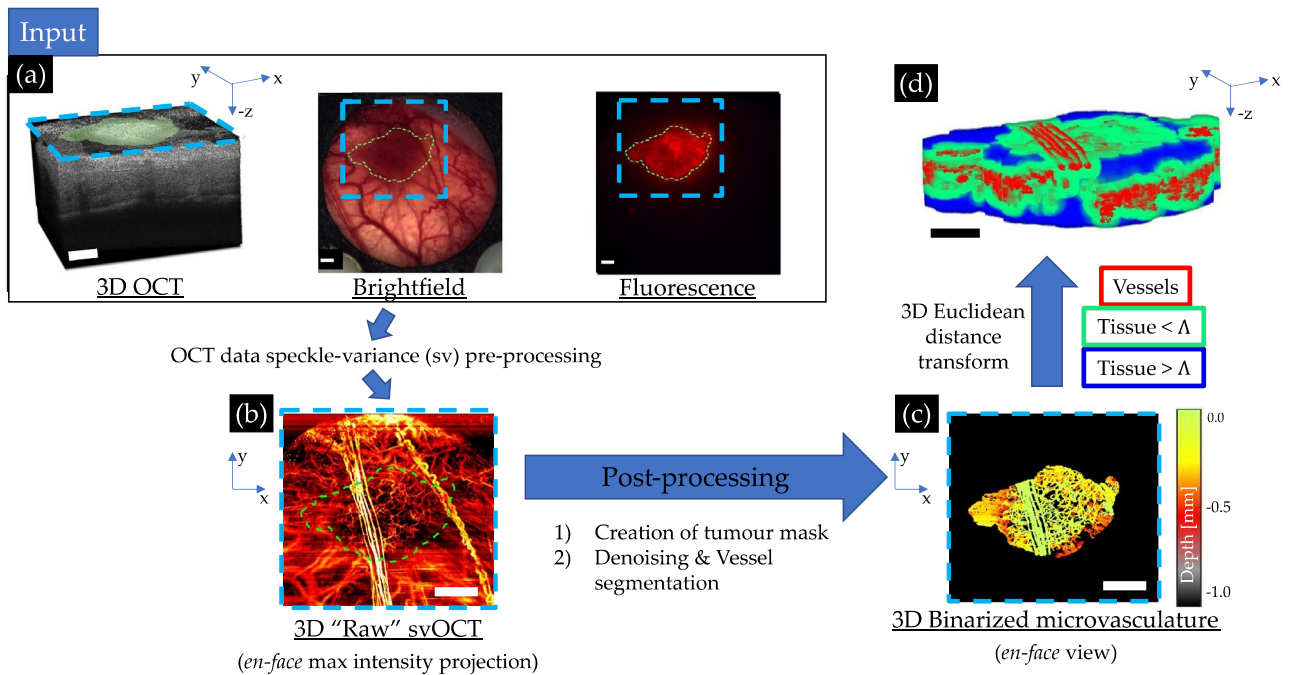 Input
(a)
y
x
-z
3D OCT
Brightfield
Fluorescence
OCT data speckle-variance (sv) pre-processing
(b)
y
x
3D “Raw” svOCT
(en-face max intensity projection)
Post-processing
1) Creation of tumour mask
2) Denoising & Vessel
segmentation
(c)
y
x
0.0
-0.5
-1.0
Depth [mm]
3D Binarized microvasculature
(en-face view)
3D Euclidean
distance
transform
Vessels
Tissue < Λ
Tissue > Λ
(d)
y
x
-z